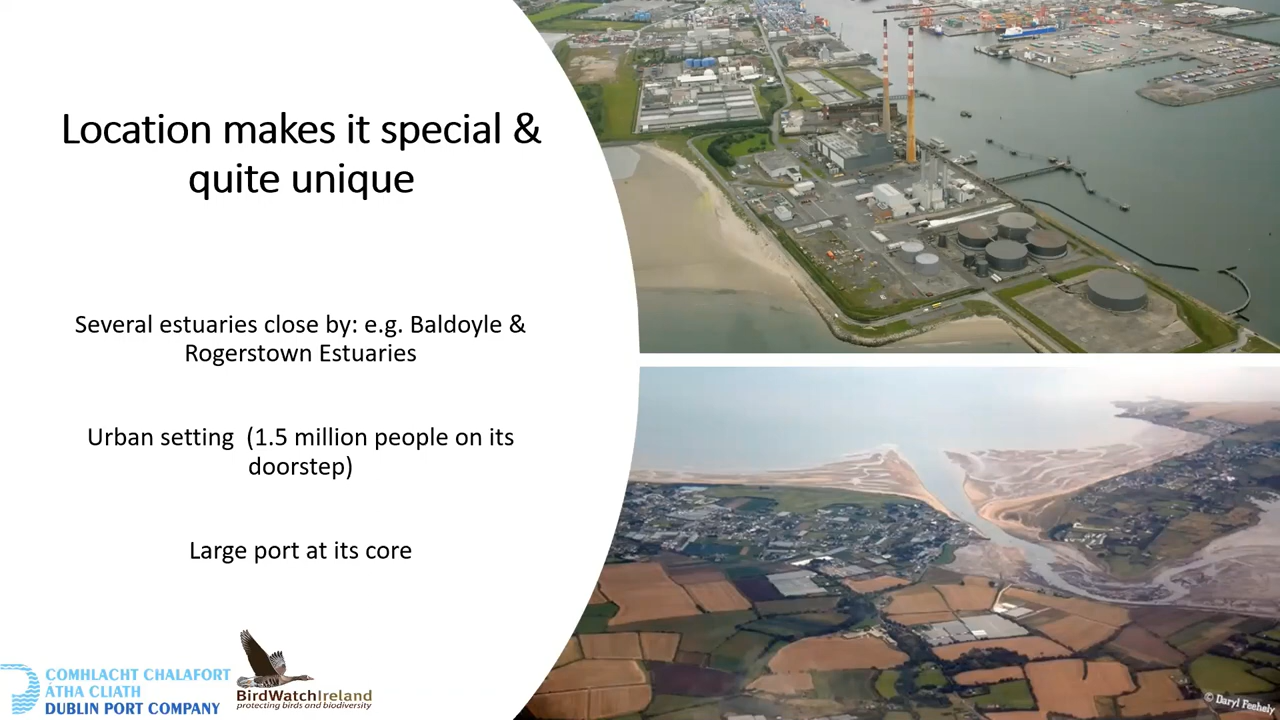 Location makes it special &
quite unique
Several estuaries close by: e.g. Baldoyle &
Rogerstown Estuaries
Urban setting  (1.5 million people on its
doorstep)
Large port at its core
COMHLACHT CHALAFORT
ÁTHA CLIATH
DUBLIN PORT COMPANY
BirdWatchIreland
protecting birds and biodiversity
© Daryl Feehely